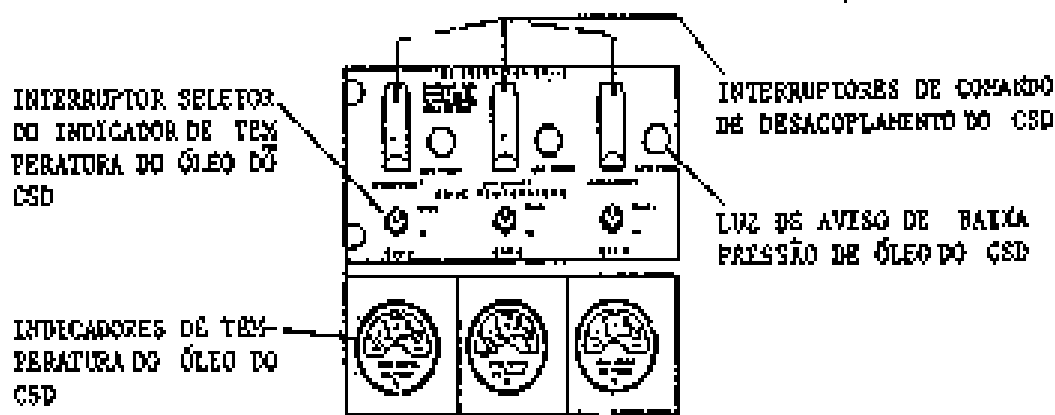 INTERRUPTOR SELETOR
DO INDICADOR DE TEM
PERATURA DO ÓLEO DO
CSD
INTERRUPTORES DE COMANDO
DE DESACOPLAMENTO DO CSD
LUZ DE AVISO DE BAIXA
PRESSÃO DE ÓLEO DO CSD
INDICADORES DE TEM-
PERATURA DO ÓLEO DO
CSD